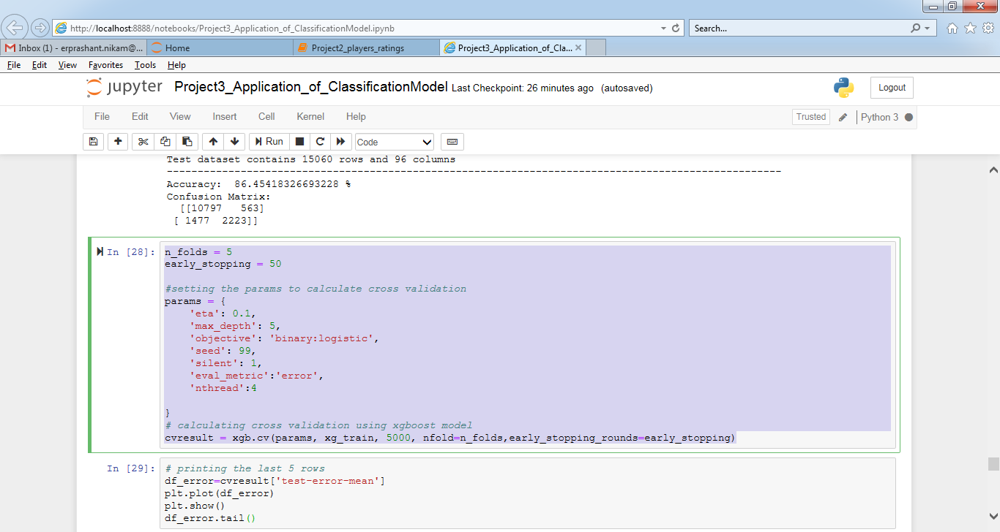 http://localhost:8888/notebooks/Project3_Application_of_ClassificationModel.ipynb
Search...
Inbox (1) - erprashant.nikam@...
Home
Project2_players_ratings
Project3_Application_of_Cla...
File Edit View Favorites Tools Help
jupyter Project3_Application_of_ClassificationModel Last Checkpoint: 26 minutes ago (autosaved)
Logout
File Edit View Insert Cell Kernel Help
Trusted
Python 3
Run
Code
Test dataset contains 15060 rows and 96 columns
----------------------------------------------------------------------------------------------------
Accuracy:  86.45418326693228 %
Confusion Matrix:
  [[10797   563]
 [ 1477  2223]]
In [28]:
n_folds = 5
early_stopping = 50
#setting the params to calculate cross validation
params = {
    'eta': 0.1,
    'max_depth': 5,
    'objective': 'binary:logistic',
    'seed': 99,
    'silent': 1,
    'eval_metric':'error',
    'nthread':4
}
# calculating cross validation using xgboost model
cvresult = xgb.cv(params, xg_train, 5000, nfold=n_folds,early_stopping_rounds=early_stopping)
In [29]:
# printing the last 5 rows
df_error=cvresult['test-error-mean']
plt.plot(df_error)
plt.show()
df_error.tail()